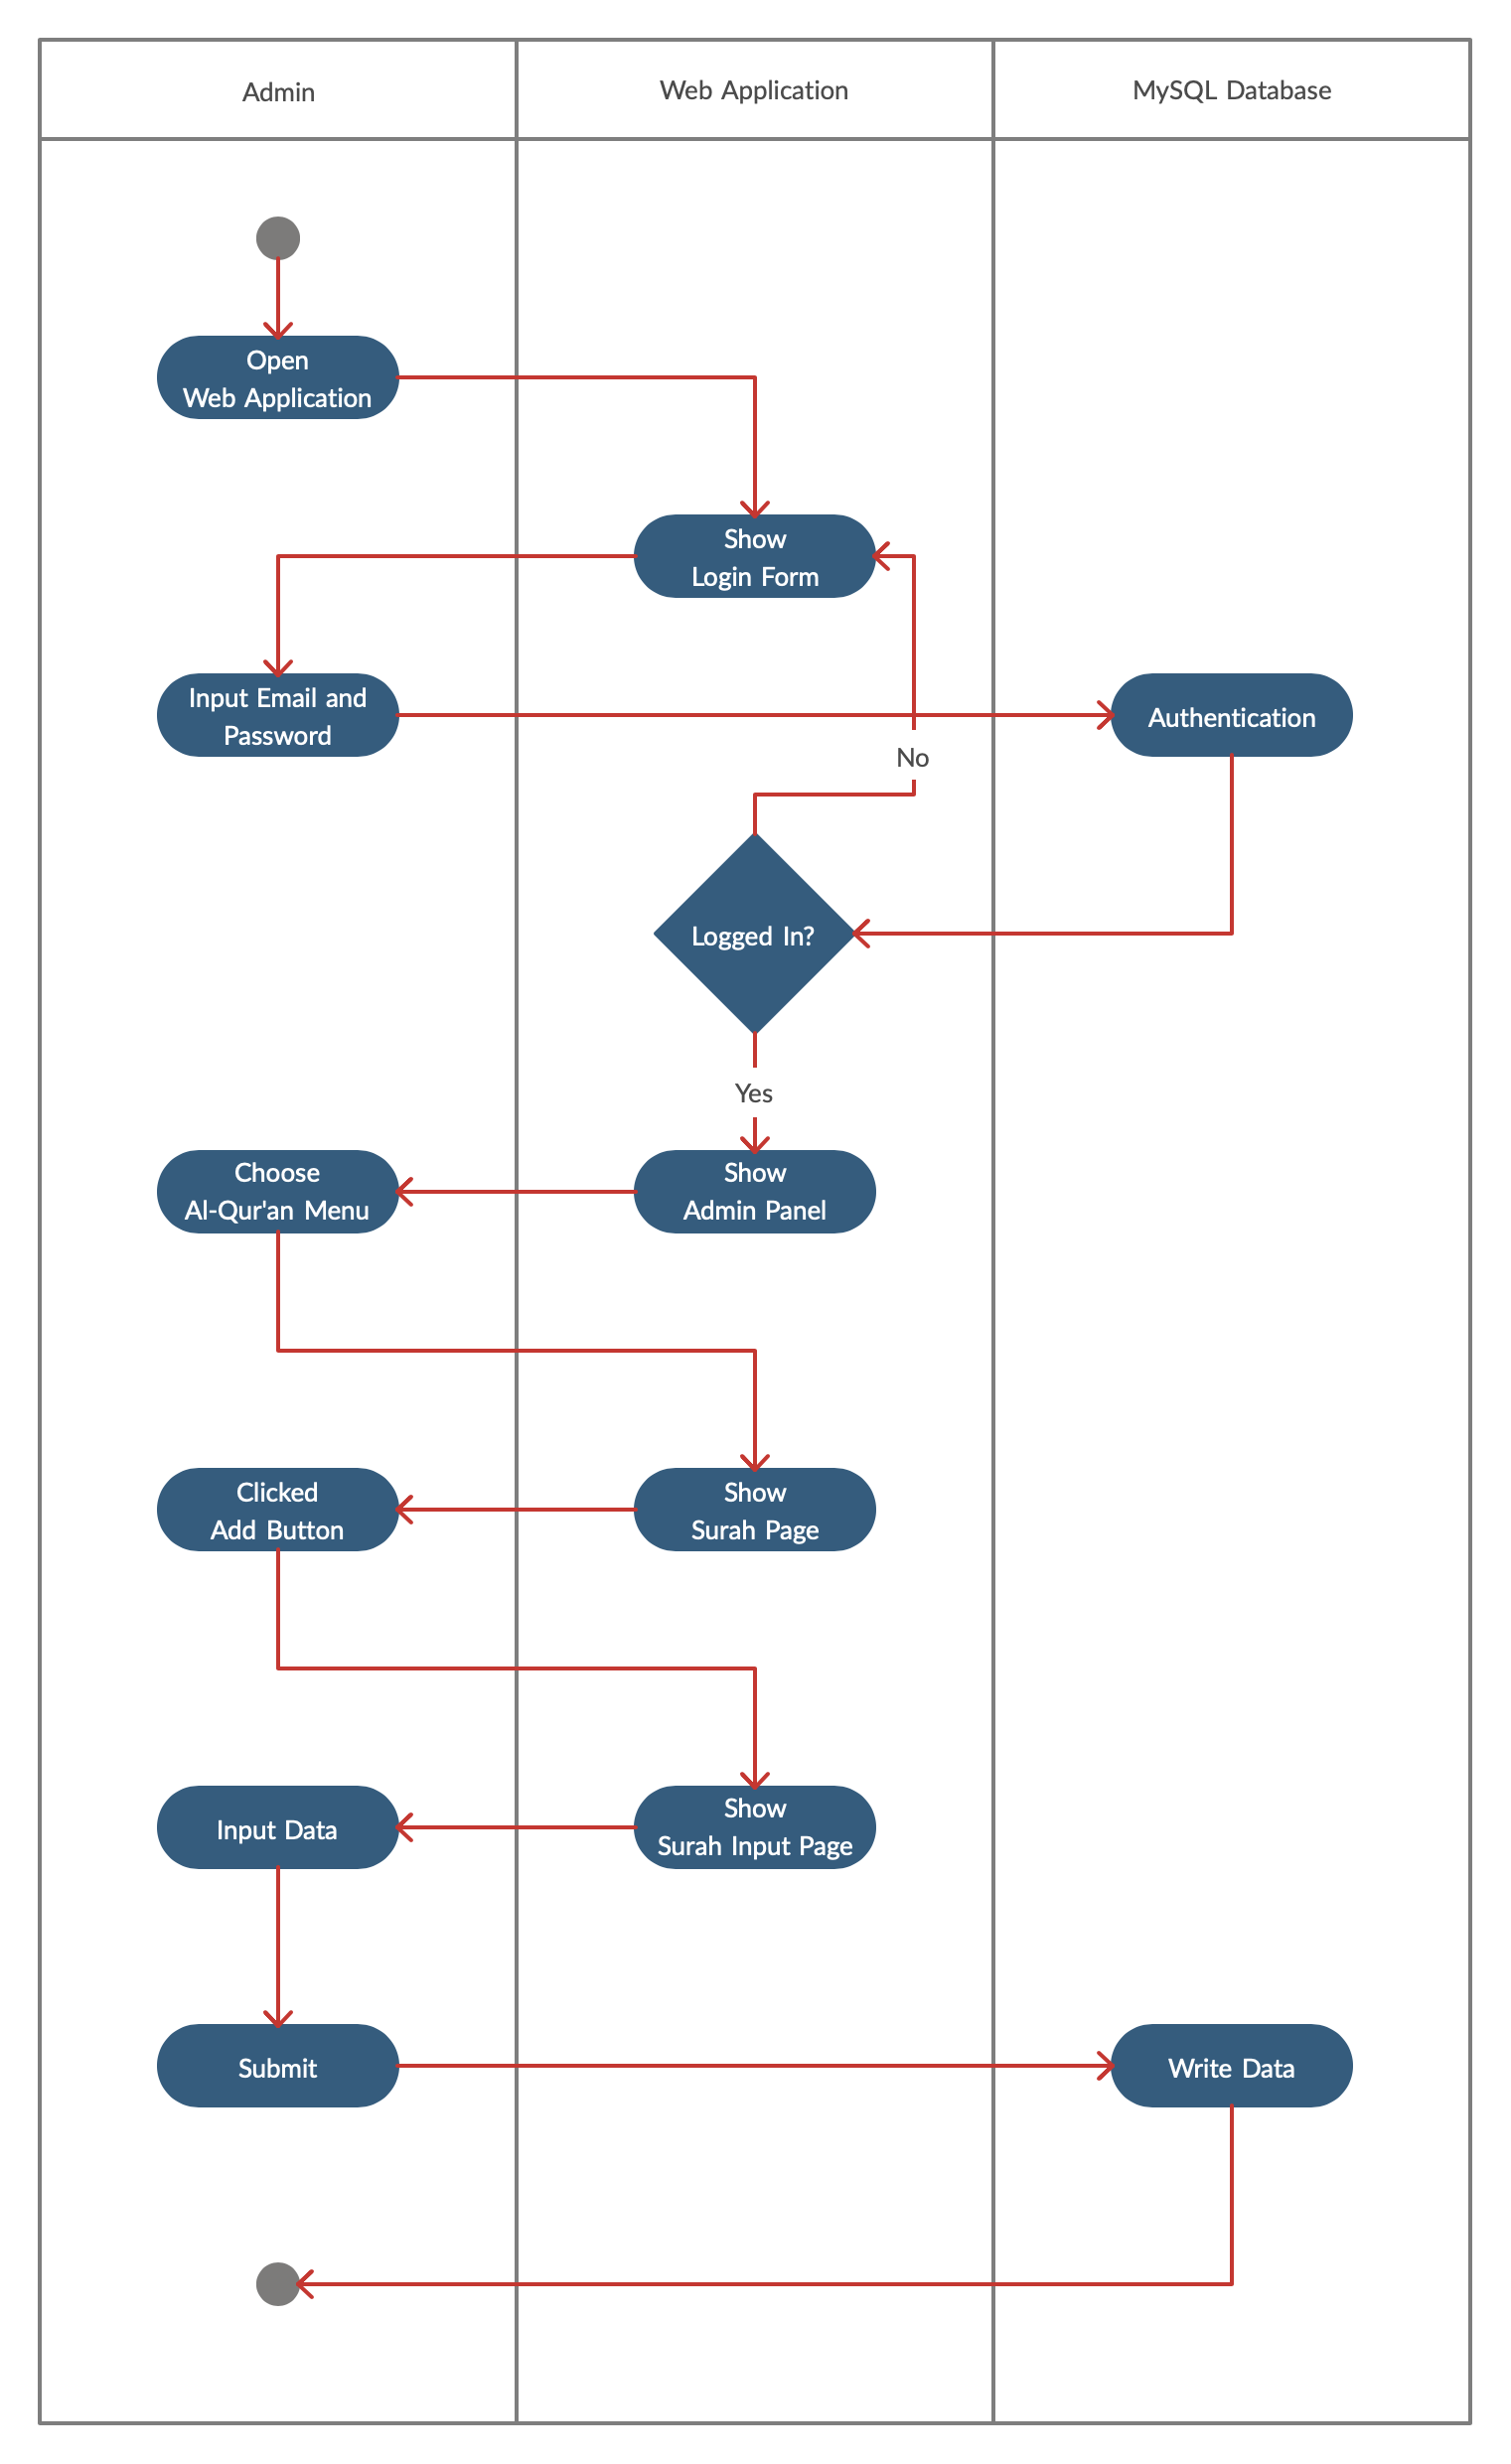 Admin
Web Application
MySQL Database
Open
Web Application
Show
Login Form
Input Email and
Password
Authentication
No
Logged In?
Yes
Choose
Al-Qur'an Menu
Show
Admin Panel
Clicked
Add Button
Show
Surah Page
Input Data
Show
Surah Input Page
Submit
Write Data